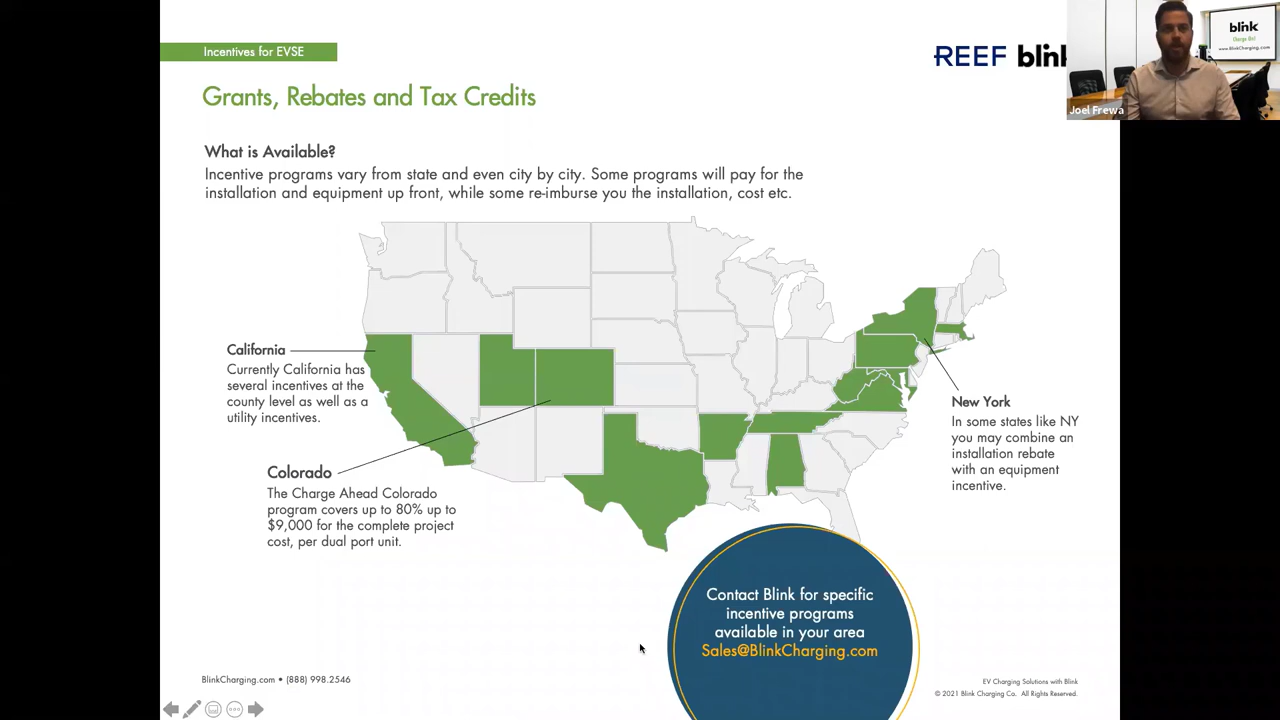 Incentives for EVSE
REEF blink
blink
Charge On!
www.BlinkCharging.com
Joel Frewa
Grants, Rebates and Tax Credits
What is Available?
Incentive programs vary from state and even city by city. Some programs will pay for the
installation and equipment up front, while some re-imburse you the installation, cost etc.
California
Currently California has
several incentives at the
county level as well as a
utility incentives.
Colorado
The Charge Ahead Colorado
program covers up to 80% up to
$9,000 for the complete project
cost, per dual port unit.
New York
In some states like NY
you may combine an
installation rebate
with an equipment
incentive.
Contact Blink for specific
incentive programs
available in your area
Sales@BlinkCharging.com
BlinkCharging.com • (888) 998.2546
EV Charging Solutions with Blink
© 2021 Blink Charging Co. All Rights Reserved.